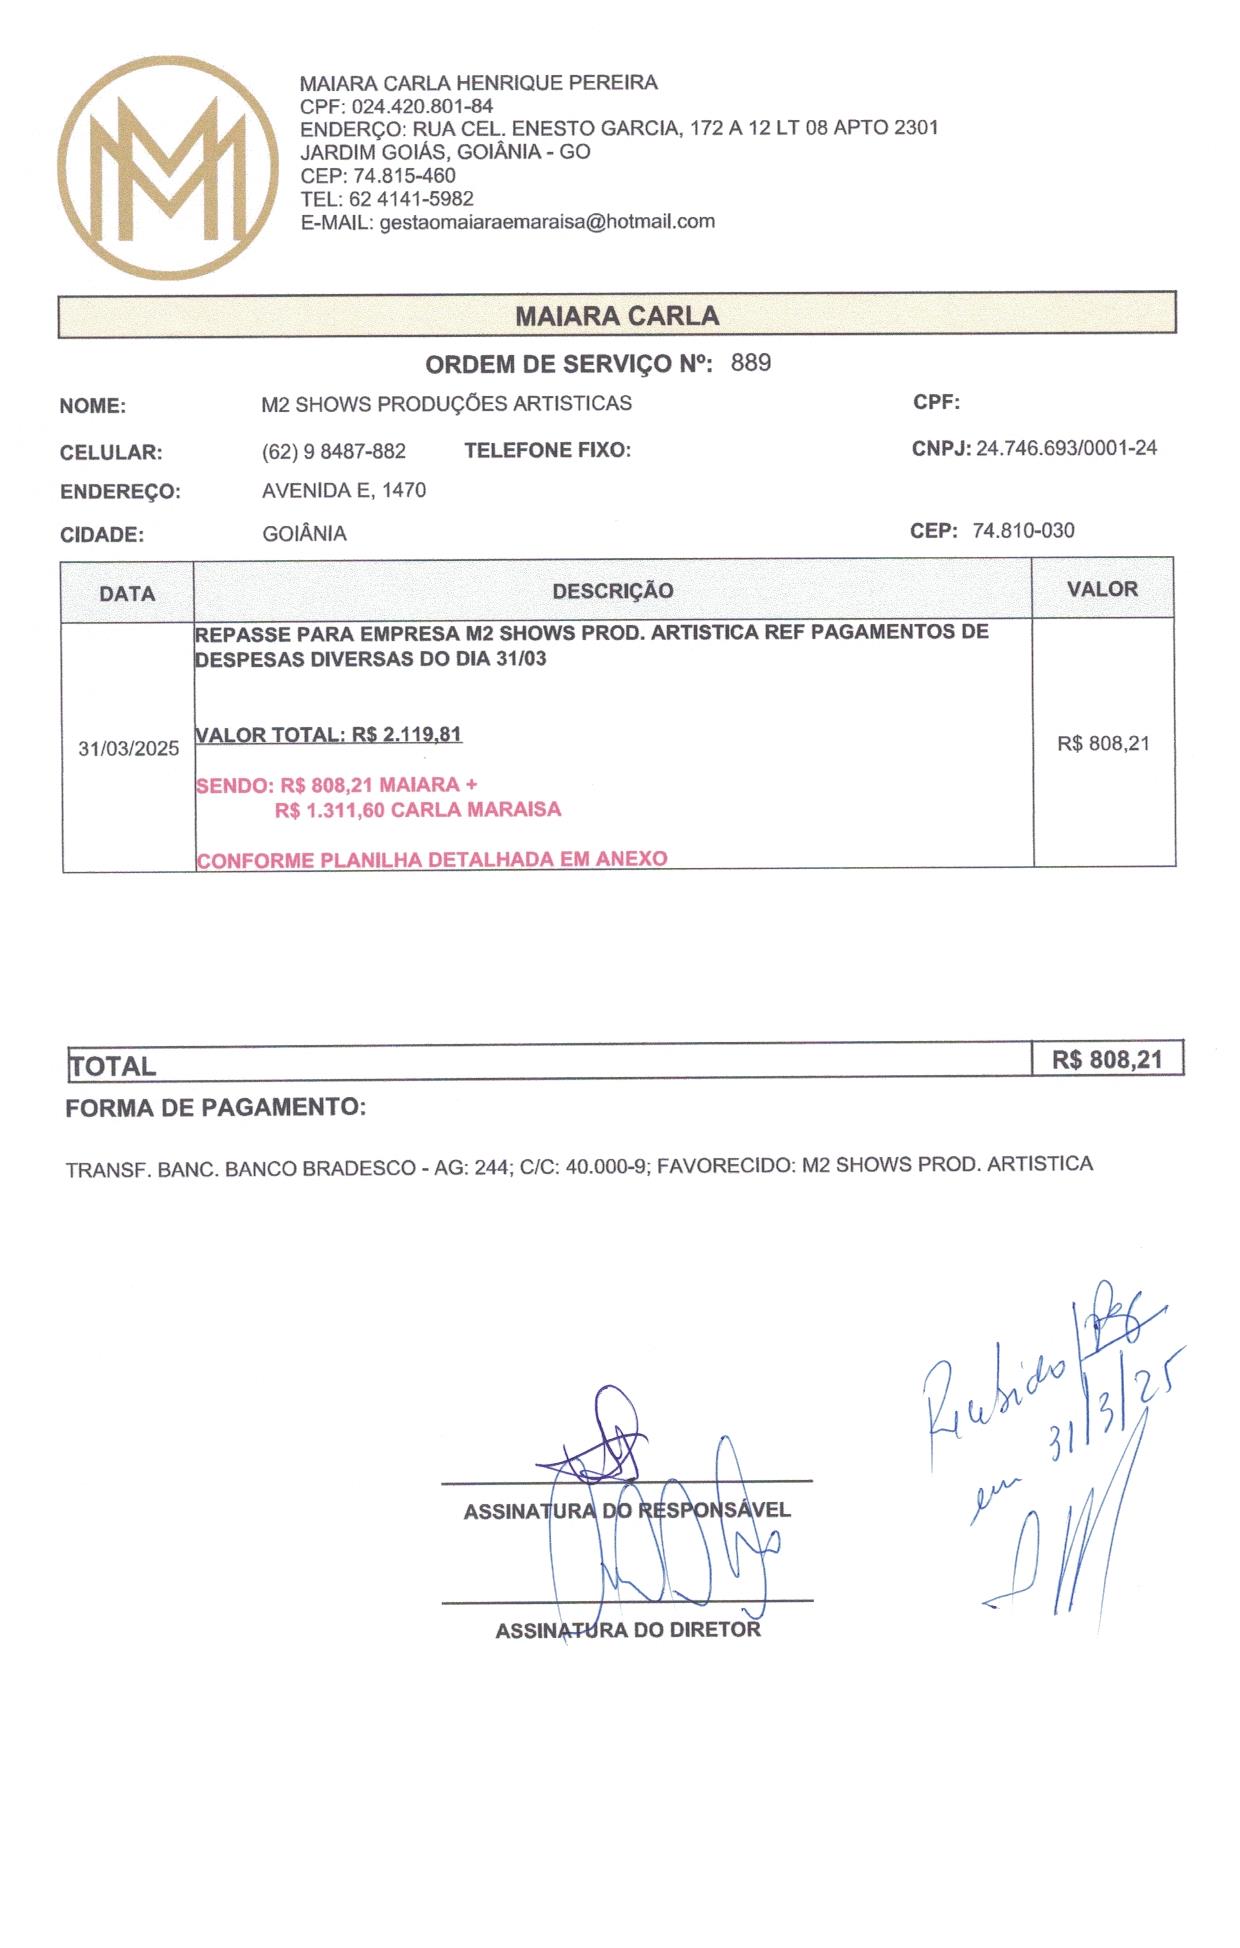 MAIARA CARLA HENRIQUE PEREIRA
CPF: 024.420.801-84
ENDERÇO: RUA CEL. ENESTO GARCIA, 172 A 12 LT 08 APTO 2301
JARDIM GOIÁS, GOIÂNIA - GO
CEP: 74.815-460
TEL: 62 4141-5982
E-MAIL: gestaomaiaraemaraisa@hotmail.com
MAIARA CARLA
ORDEM DE SERVIÇO Nº: 889
NOME: M2 SHOWS PRODUÇÕES ARTISTICAS CPF:
CELULAR: (62) 9 8487-882 TELEFONE FIXO: CNPJ: 24.746.693/0001-24
ENDEREÇO: AVENIDA E, 1470
CIDADE: GOIÂNIA CEP: 74.810-030
DATA DESCRIÇÃO VALOR
REPASSE PARA EMPRESA M2 SHOWS PROD. ARTISTICA REF PAGAMENTOS DE
DESPESAS DIVERSAS DO DIA 31/03
VALOR TOTAL: R$ 2.119,81
31/03/2025 R$ 808,21
SENDO: R$ 808,21 MAIARA +
R$ 1.311,60 CARLA MARAISA
CONFORME PLANILHA DETALHADA EM ANEXO
TOTAL R$ 808,21
FORMA DE PAGAMENTO:
TRANSF. BANC. BANCO BRADESCO - AG: 244; C/C: 40.000-9; FAVORECIDO: M2 SHOWS PROD. ARTISTICA
Recebido
em 31/3/25
ASSINATURA DO RESPONSÁVEL
ASSINATURA DO DIRETOR